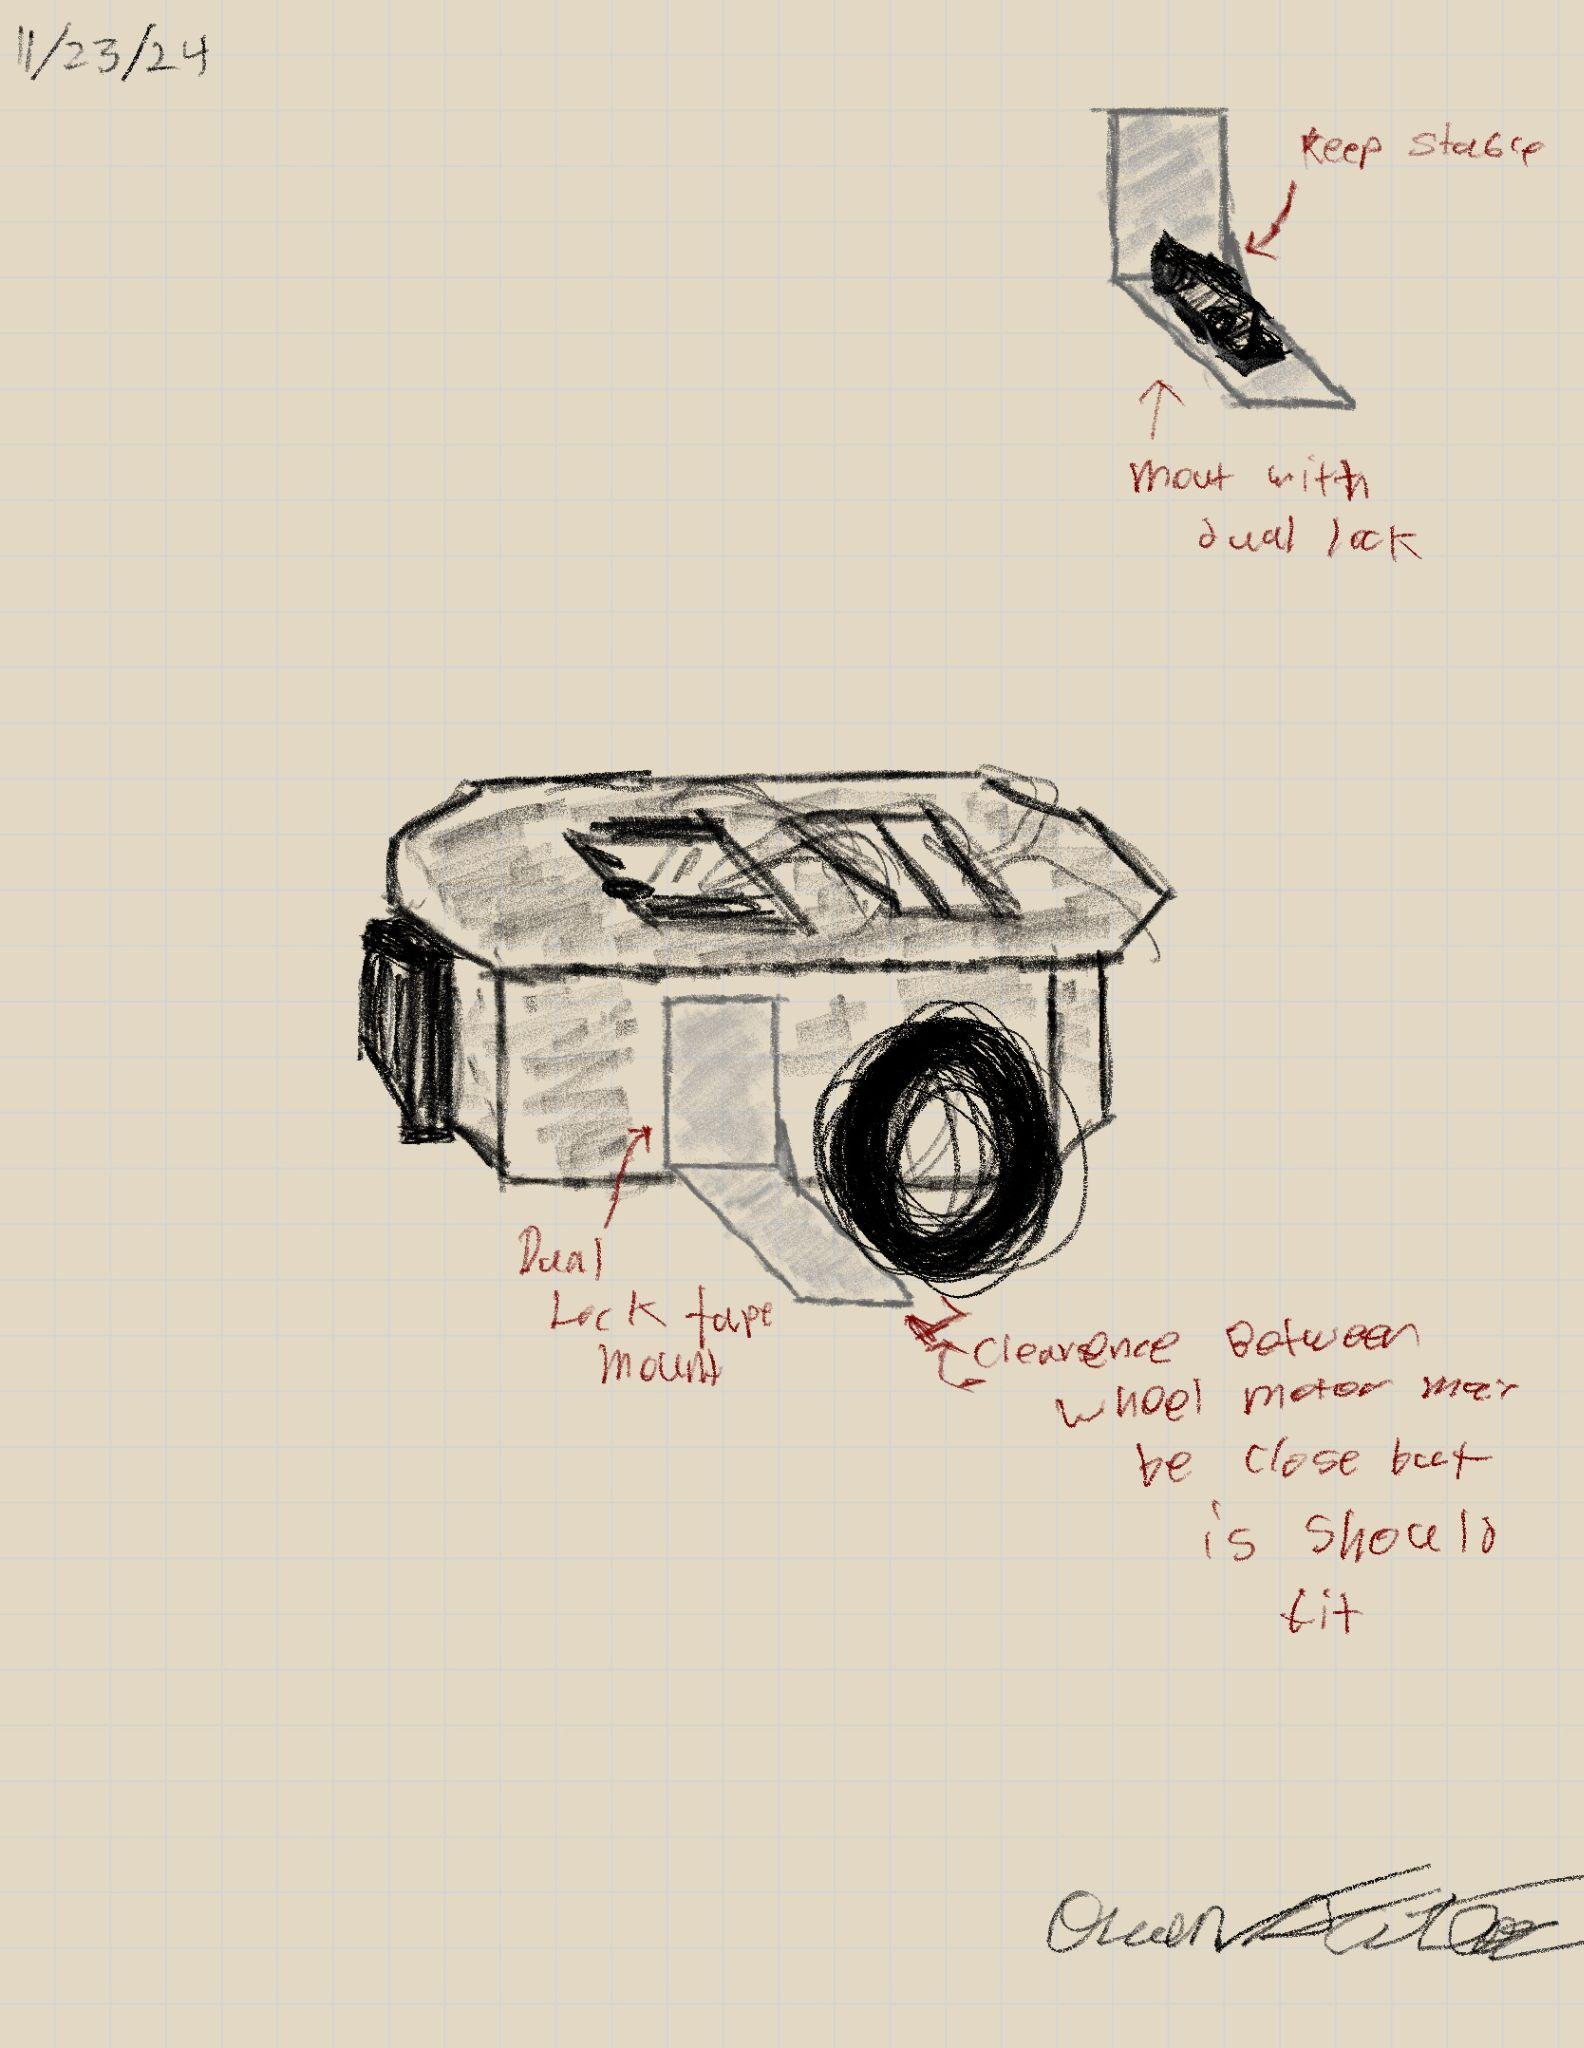 11/23/24
Keep stable
Mout with
dual lock
Dual
Lock tape
Mount
Clearence Between
wheel motor may
be close but
is should
fit
Owen